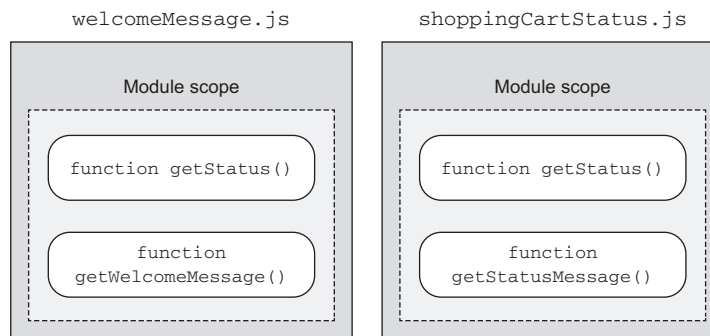 welcomeMessage.js
Module scope
function getStatus()
function
getWelcomeMessage()
shoppingCartStatus.js
Module scope
function getStatus()
function
getStatusMessage()